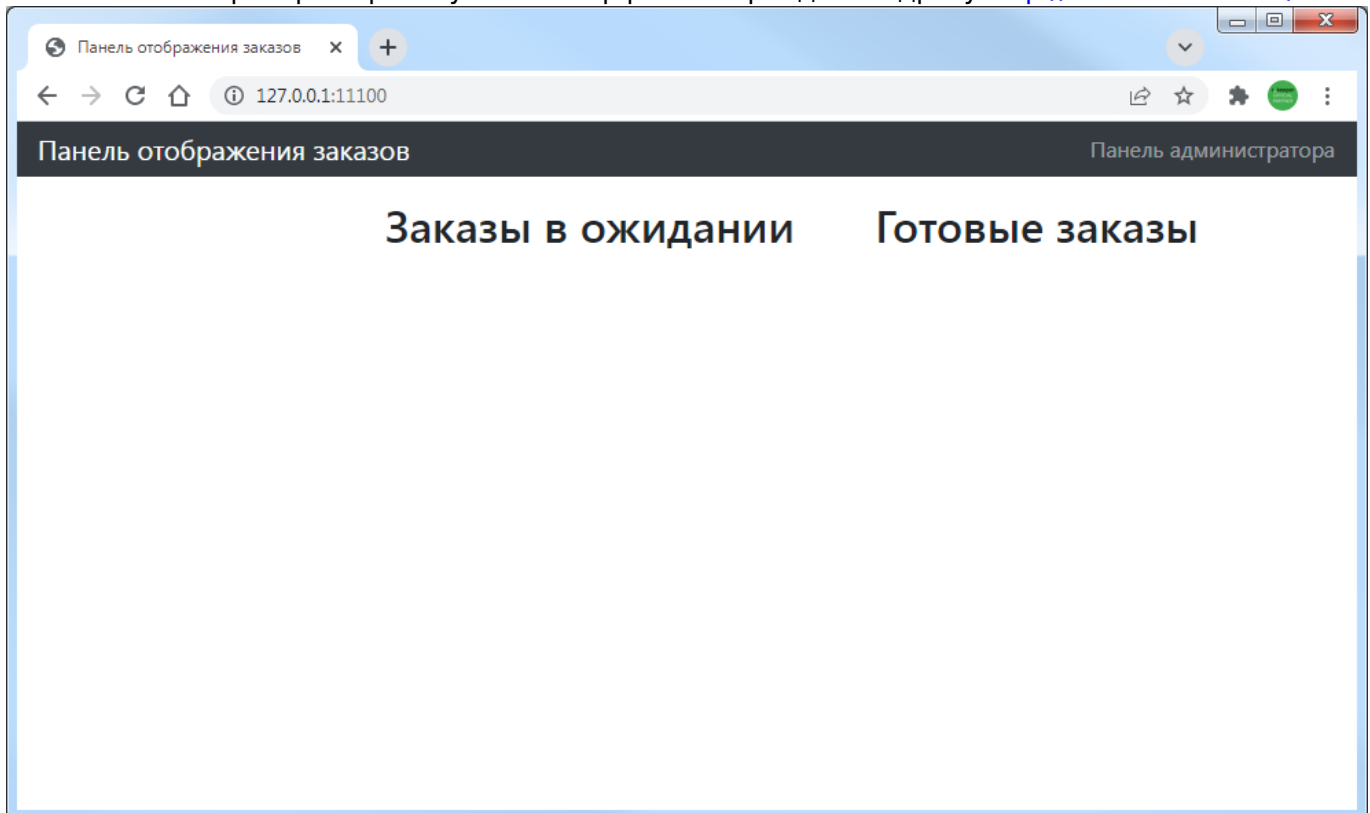 Панель отображения заказов
127.0.0.1:11100
Панель отображения заказов
Панель администратора
Заказы в ожидании
Готовые заказы